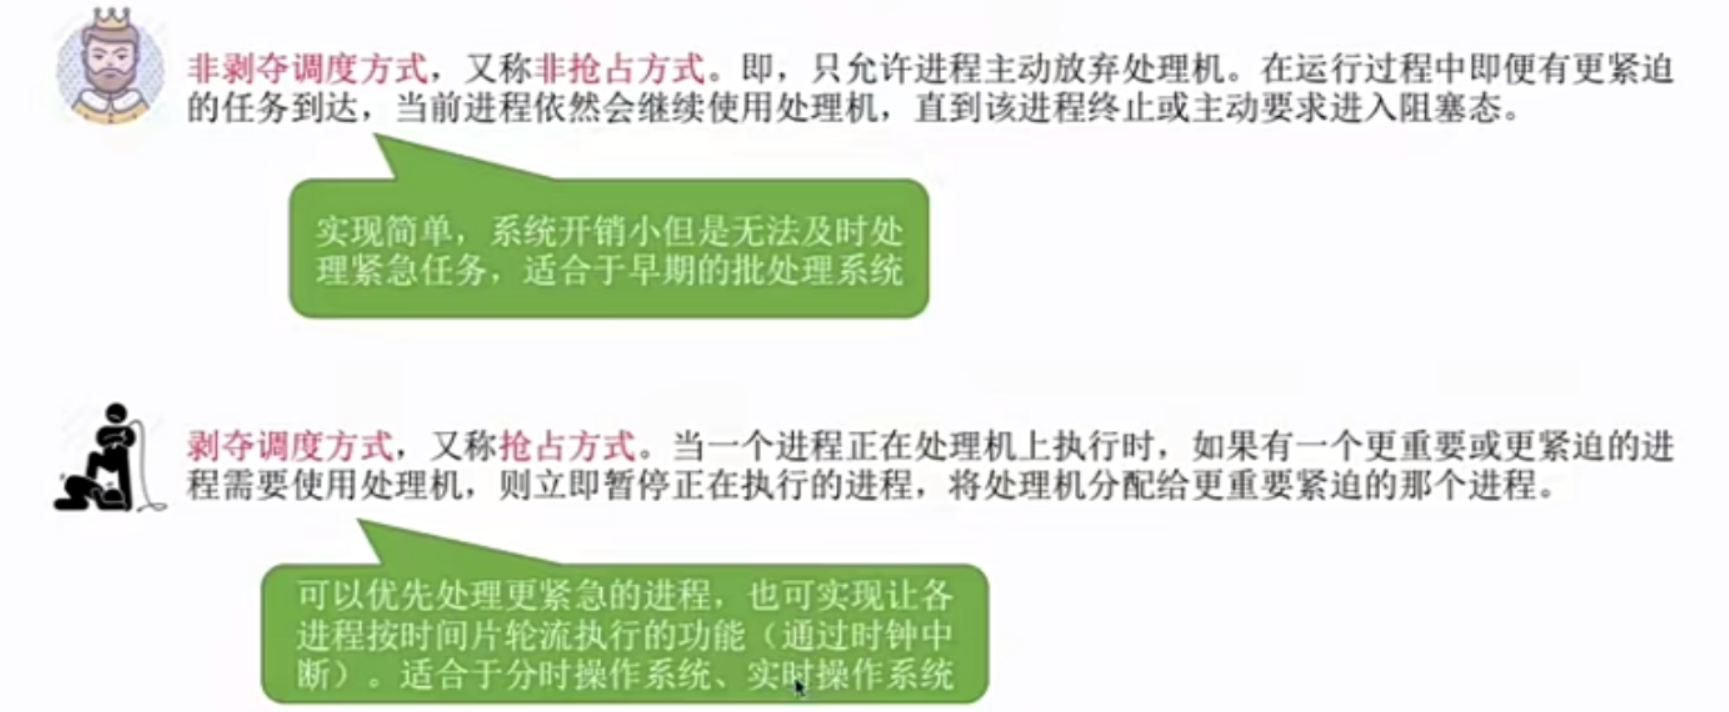 非剥夺调度方式，又称非抢占方式。即，只允许进程主动放弃处理机。在运行过程中即便有更紧迫
的任务到达，当前进程依然会继续使用处理机，直到该进程终止或主动要求进入阻塞态。
实现简单，系统开销小但是无法及时处
理紧急任务，适合于早期的批处理系统
剥夺调度方式，又称抢占方式。当一个进程正在处理机上执行时，如果有一个更重要或更紧迫的进
程需要使用处理机，则立即暂停正在执行的进程，将处理机分配给更重要紧迫的那个进程。
可以优先处理更紧急的进程，也可实现让各
进程按时间片轮流执行的功能（通过时钟中
断）。适合于分时操作系统、实时操作系统